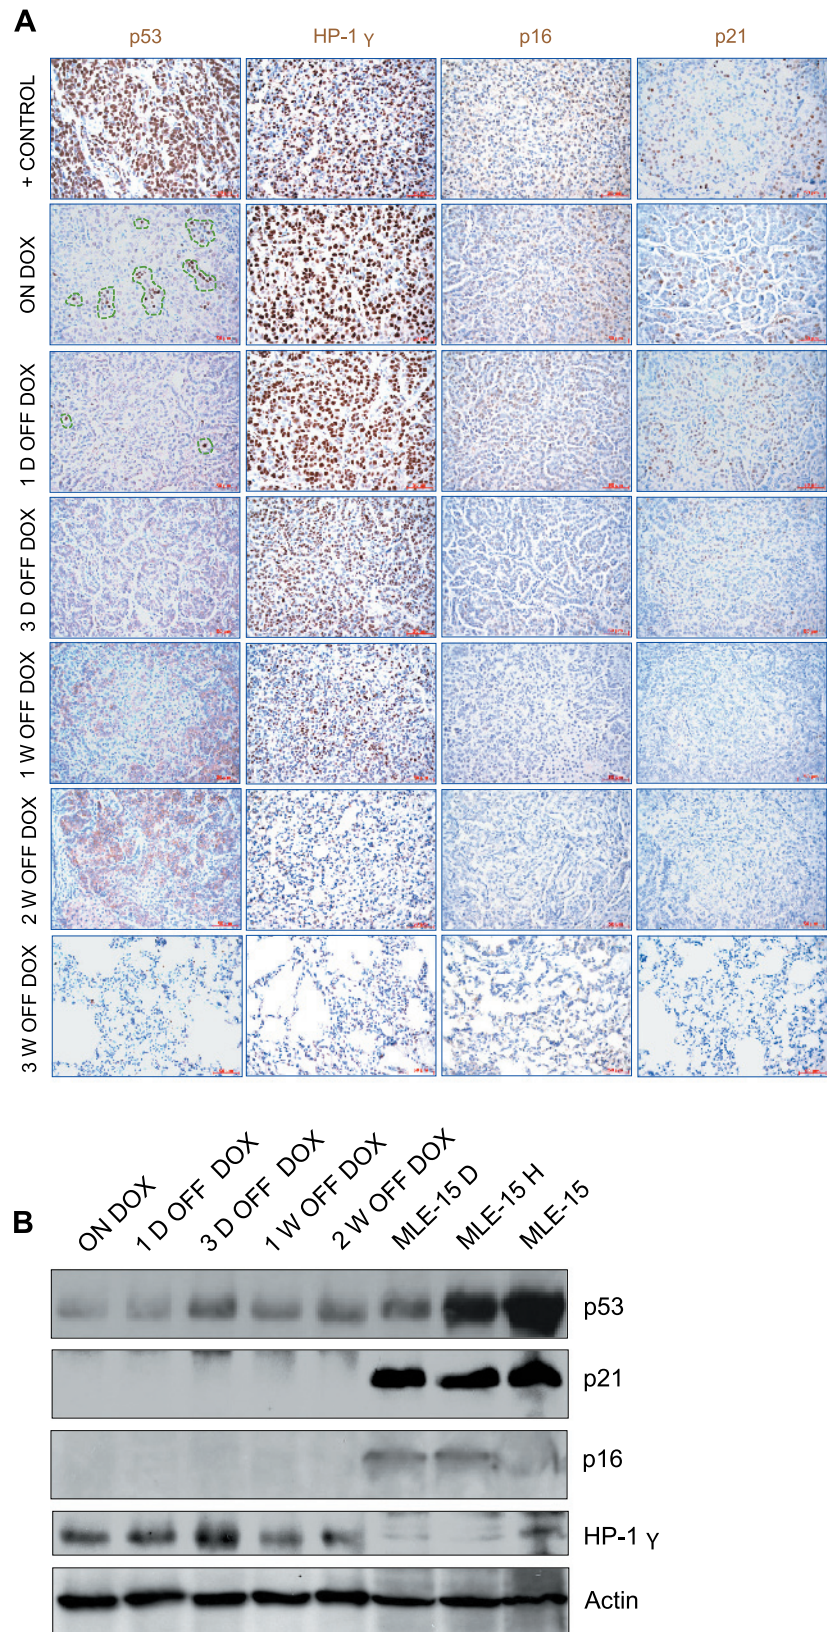 A
p53 HP-1 γ p16 p21
+ CONTROL
ON DOX
1 D OFF DOX
3 D OFF DOX
1 W OFF DOX
2 W OFF DOX
3 W OFF DOX
B
ON DOX
1 D OFF DOX
3 D OFF DOX
1 W OFF DOX
2 W OFF DOX
MLE-15 D
MLE-15 H
MLE-15
p53
p21
p16
HP-1 γ
Actin